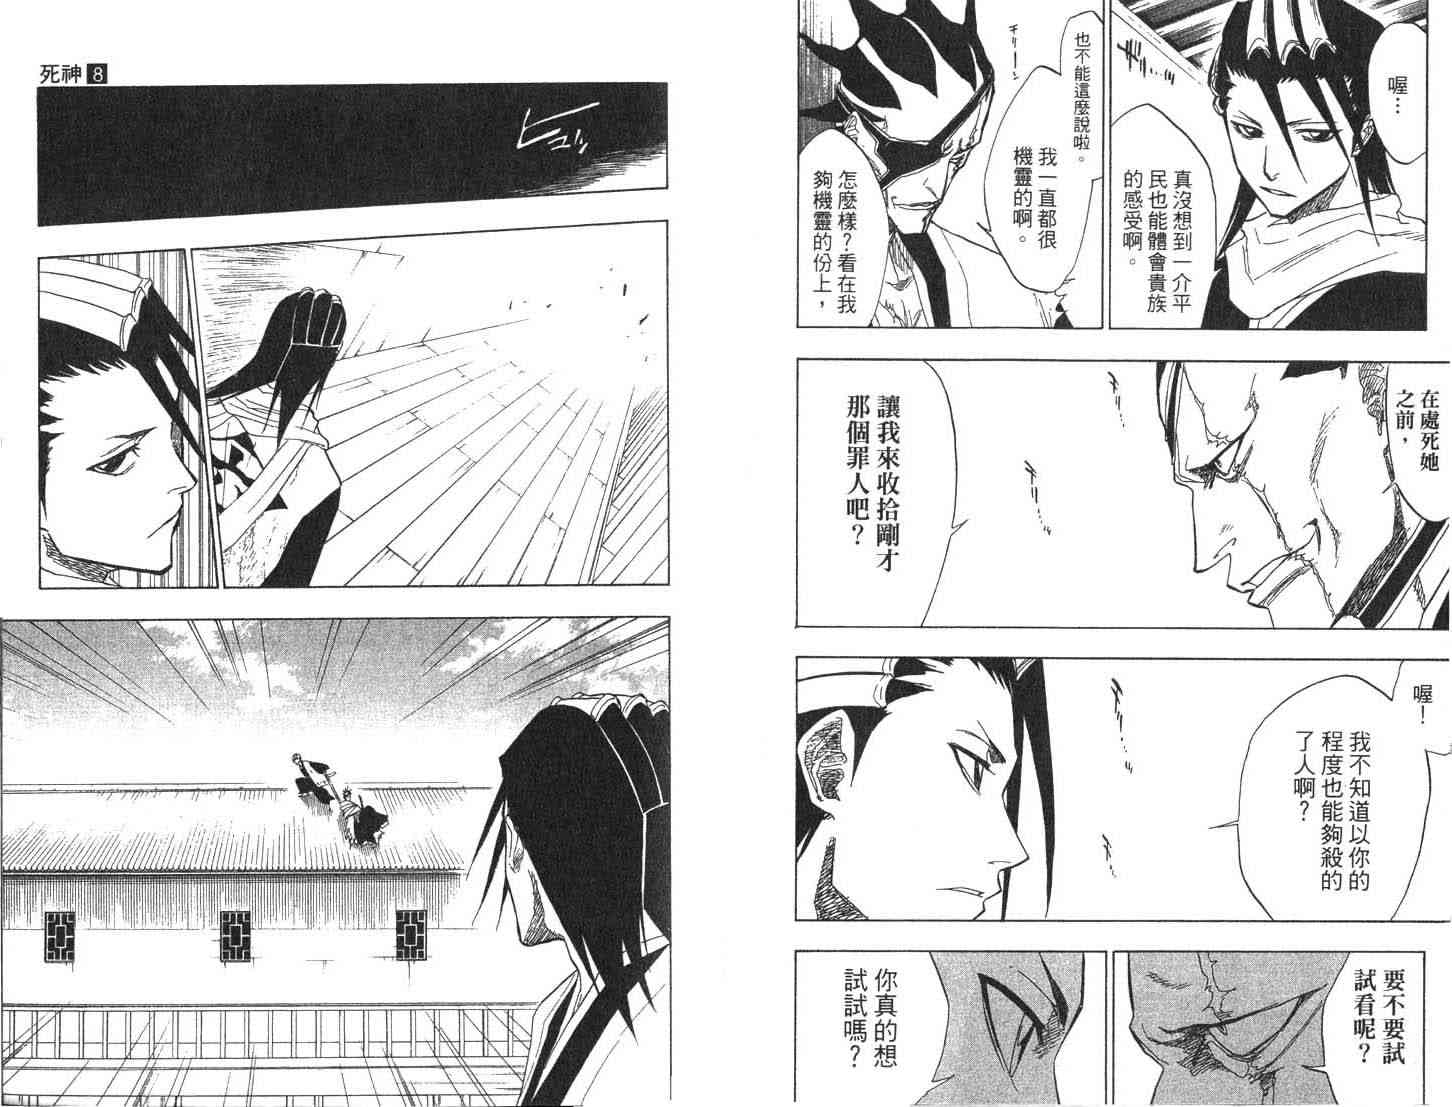 喔…
真沒想到一介平
民也能體會貴族
的感受啊。
也不能這麼說啦。
我一直都很
機靈的啊。
怎麼樣?看在我
夠機靈的份上，
在處死她
之前，
讓我來收拾剛才
那個罪人吧?
喔!
我不知道以你的
程度也能夠殺的
了人啊?
要不要試
試看呢?
你真的想
試試嗎?
死神 8
ヒュッ